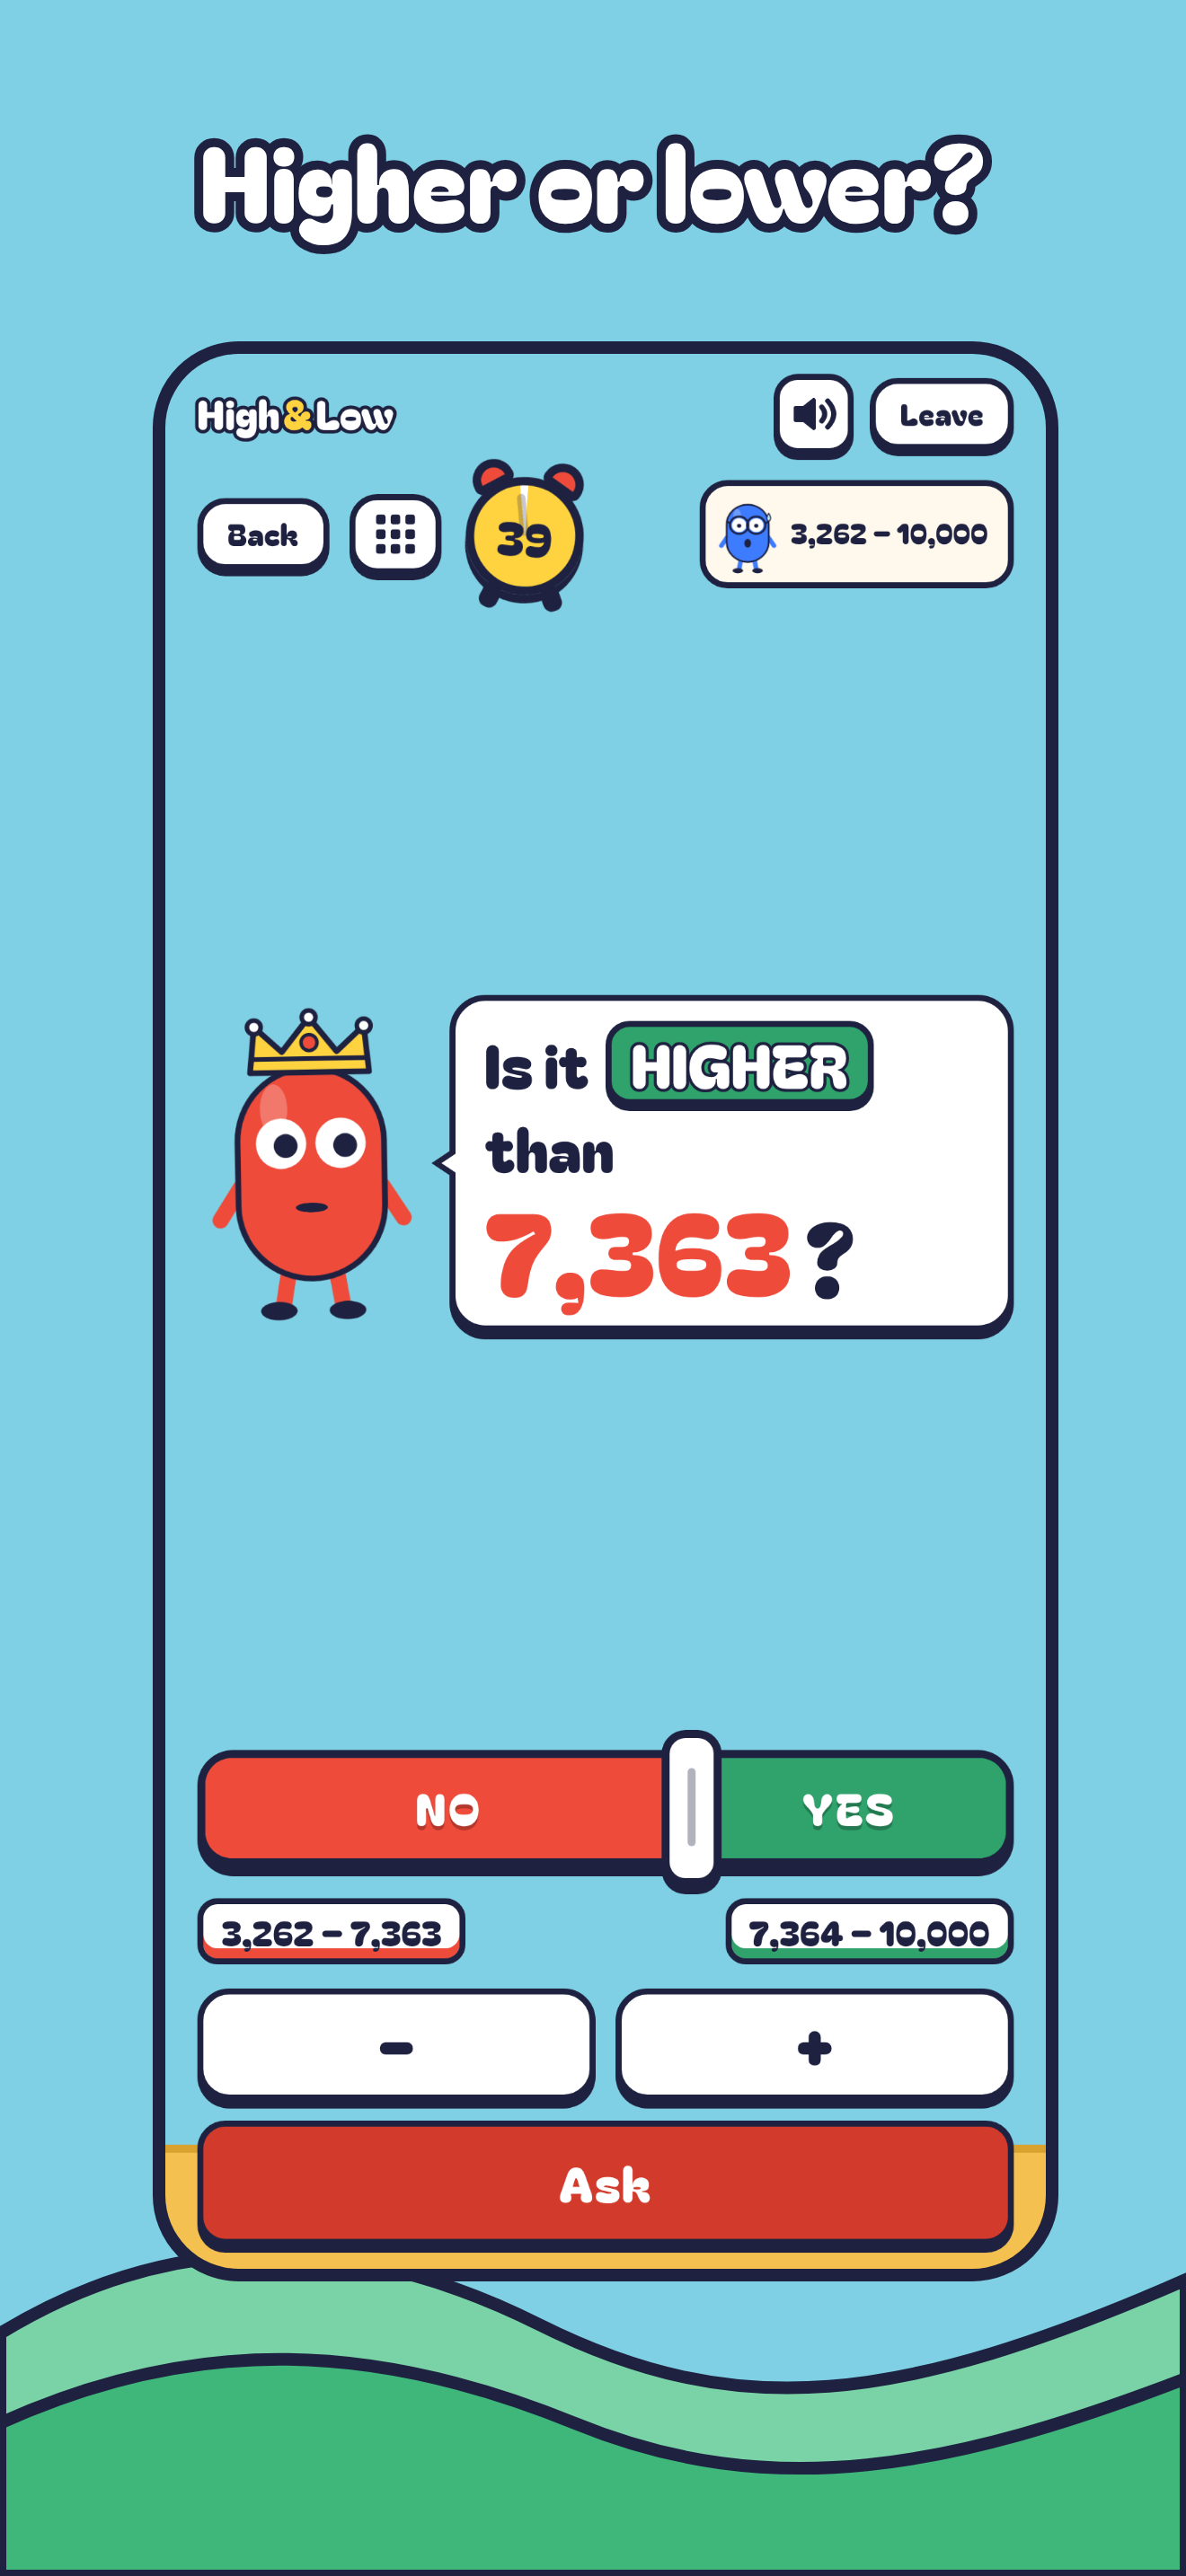 Higher or lower?
High&Low
Leave
Back
39
3,262 – 10,000
Is it HIGHER
than
7,363?
NO
YES
3,262 – 7,363
7,364 – 10,000
–
+
Ask